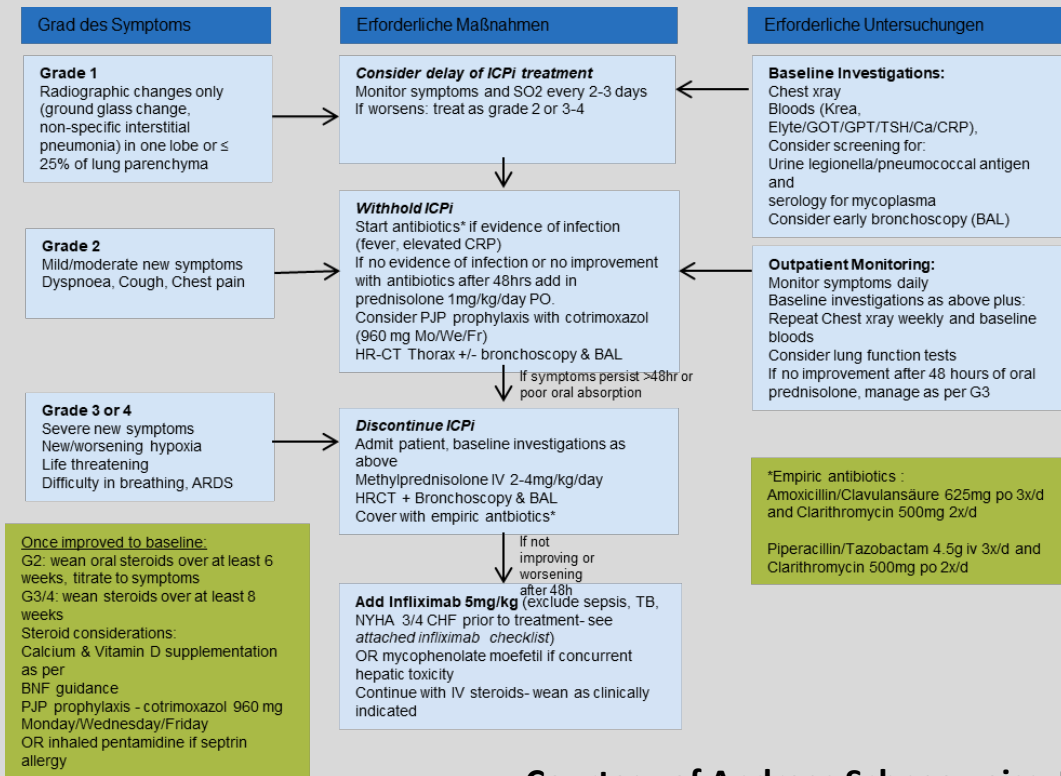 Grad des Symptoms
Erforderliche Maßnahmen
Erforderliche Untersuchungen
Grade 1
Radiographic changes only
(ground glass change,
non-specific interstitial
pneumonia) in one lobe or ≤
25% of lung parenchyma
Consider delay of ICPi treatment
Monitor symptoms and SO2 every 2-3 days
If worsens: treat as grade 2 or 3-4
Baseline Investigations:
Chest xray
Bloods (Krea,
Elyte/GOT/GPT/TSH/Ca/CRP),
Consider screening for:
Urine legionella/pneumococcal antigen
and
serology for mycoplasma
Consider early bronchoscopy (BAL)
Grade 2
Mild/moderate new symptoms
Dyspnoea, Cough, Chest pain
Withhold ICPi
Start antibiotics* if evidence of infection
(fever, elevated CRP)
If no evidence of infection or no improvement
with antibiotics after 48hrs add in
prednisolone 1mg/kg/day PO.
Consider PJP prophylaxis with cotrimoxazol
(960 mg Mo/We/Fr)
HR-CT Thorax +/- bronchoscopy & BAL
Outpatient Monitoring:
Monitor symptoms daily
Baseline investigations as above plus:
Repeat Chest xray weekly and baseline
bloods
Consider lung function tests
If no improvement after 48 hours of oral
prednisolone, manage as per G3
If symptoms persist >48hr or
poor oral absorption
Grade 3 or 4
Severe new symptoms
New/worsening hypoxia
Life threatening
Difficulty in breathing, ARDS
Discontinue ICPi
Admit patient, baseline investigations as
above
Methylprednisolone IV 2-4mg/kg/day
HRCT + Bronchoscopy & BAL
Cover with empiric antbiotics*
*Empiric antibiotics :
Amoxicillin/Clavulansäure 625mg po 3x/d
and Clarithromycin 500mg 2x/d
Piperacillin/Tazobactam 4.5g iv 3x/d and
Clarithromycin 500mg po 2x/d
If not
improving or
worsening
after 48h
Once improved to baseline:
G2: wean oral steroids over at least 6
weeks, titrate to symptoms
G3/4: wean steroids over at least 8
weeks
Steroid considerations:
Calcium & Vitamin D supplementation
as per
BNF guidance
PJP prophylaxis - cotrimoxazol 960 mg
Monday/Wednesday/Friday
OR inhaled pentamidine if septrin
allergy
Add Infliximab 5mg/kg (exclude sepsis, TB,
NYHA 3/4 CHF prior to treatment- see
attached infliximab checklist)
OR mycophenolate moefetil if concurrent
hepatic toxicity
Continue with IV steroids- wean as clinically
indicated